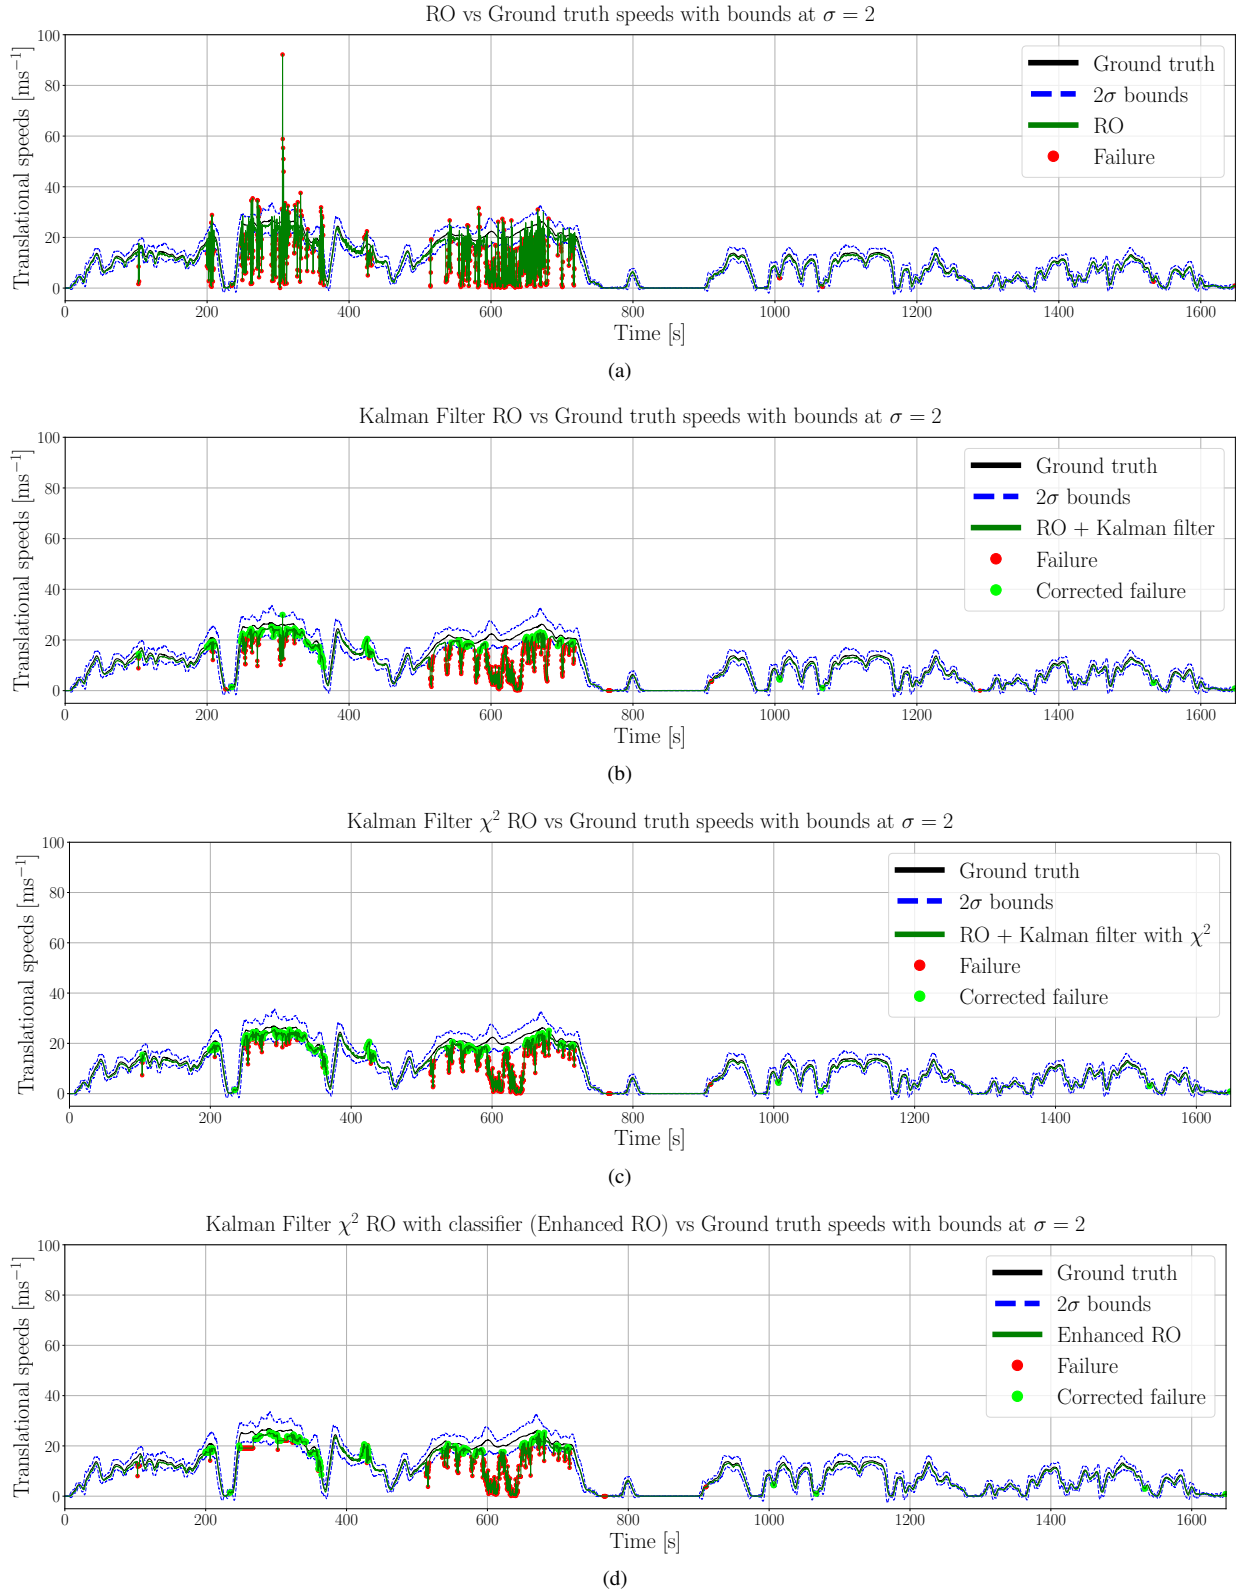 RO vs Ground truth speeds with bounds at σ = 2
Translational speeds [ms⁻¹]
100
80
60
40
20
0
Ground truth
2σ bounds
RO
Failure
0 200 400 600 800 1000 1200 1400 1600
Time [s]
(a)
Kalman Filter RO vs Ground truth speeds with bounds at σ = 2
Translational speeds [ms⁻¹]
100
80
60
40
20
0
Ground truth
2σ bounds
RO + Kalman filter
Failure
Corrected failure
0 200 400 600 800 1000 1200 1400 1600
Time [s]
(b)
Kalman Filter χ² RO vs Ground truth speeds with bounds at σ = 2
Translational speeds [ms⁻¹]
100
80
60
40
20
0
Ground truth
2σ bounds
RO + Kalman filter with χ²
Failure
Corrected failure
0 200 400 600 800 1000 1200 1400 1600
Time [s]
(c)
Kalman Filter χ² RO with classifier (Enhanced RO) vs Ground truth speeds with bounds at σ = 2
Translational speeds [ms⁻¹]
100
80
60
40
20
0
Ground truth
2σ bounds
Enhanced RO
Failure
Corrected failure
0 200 400 600 800 1000 1200 1400 1600
Time [s]
(d)